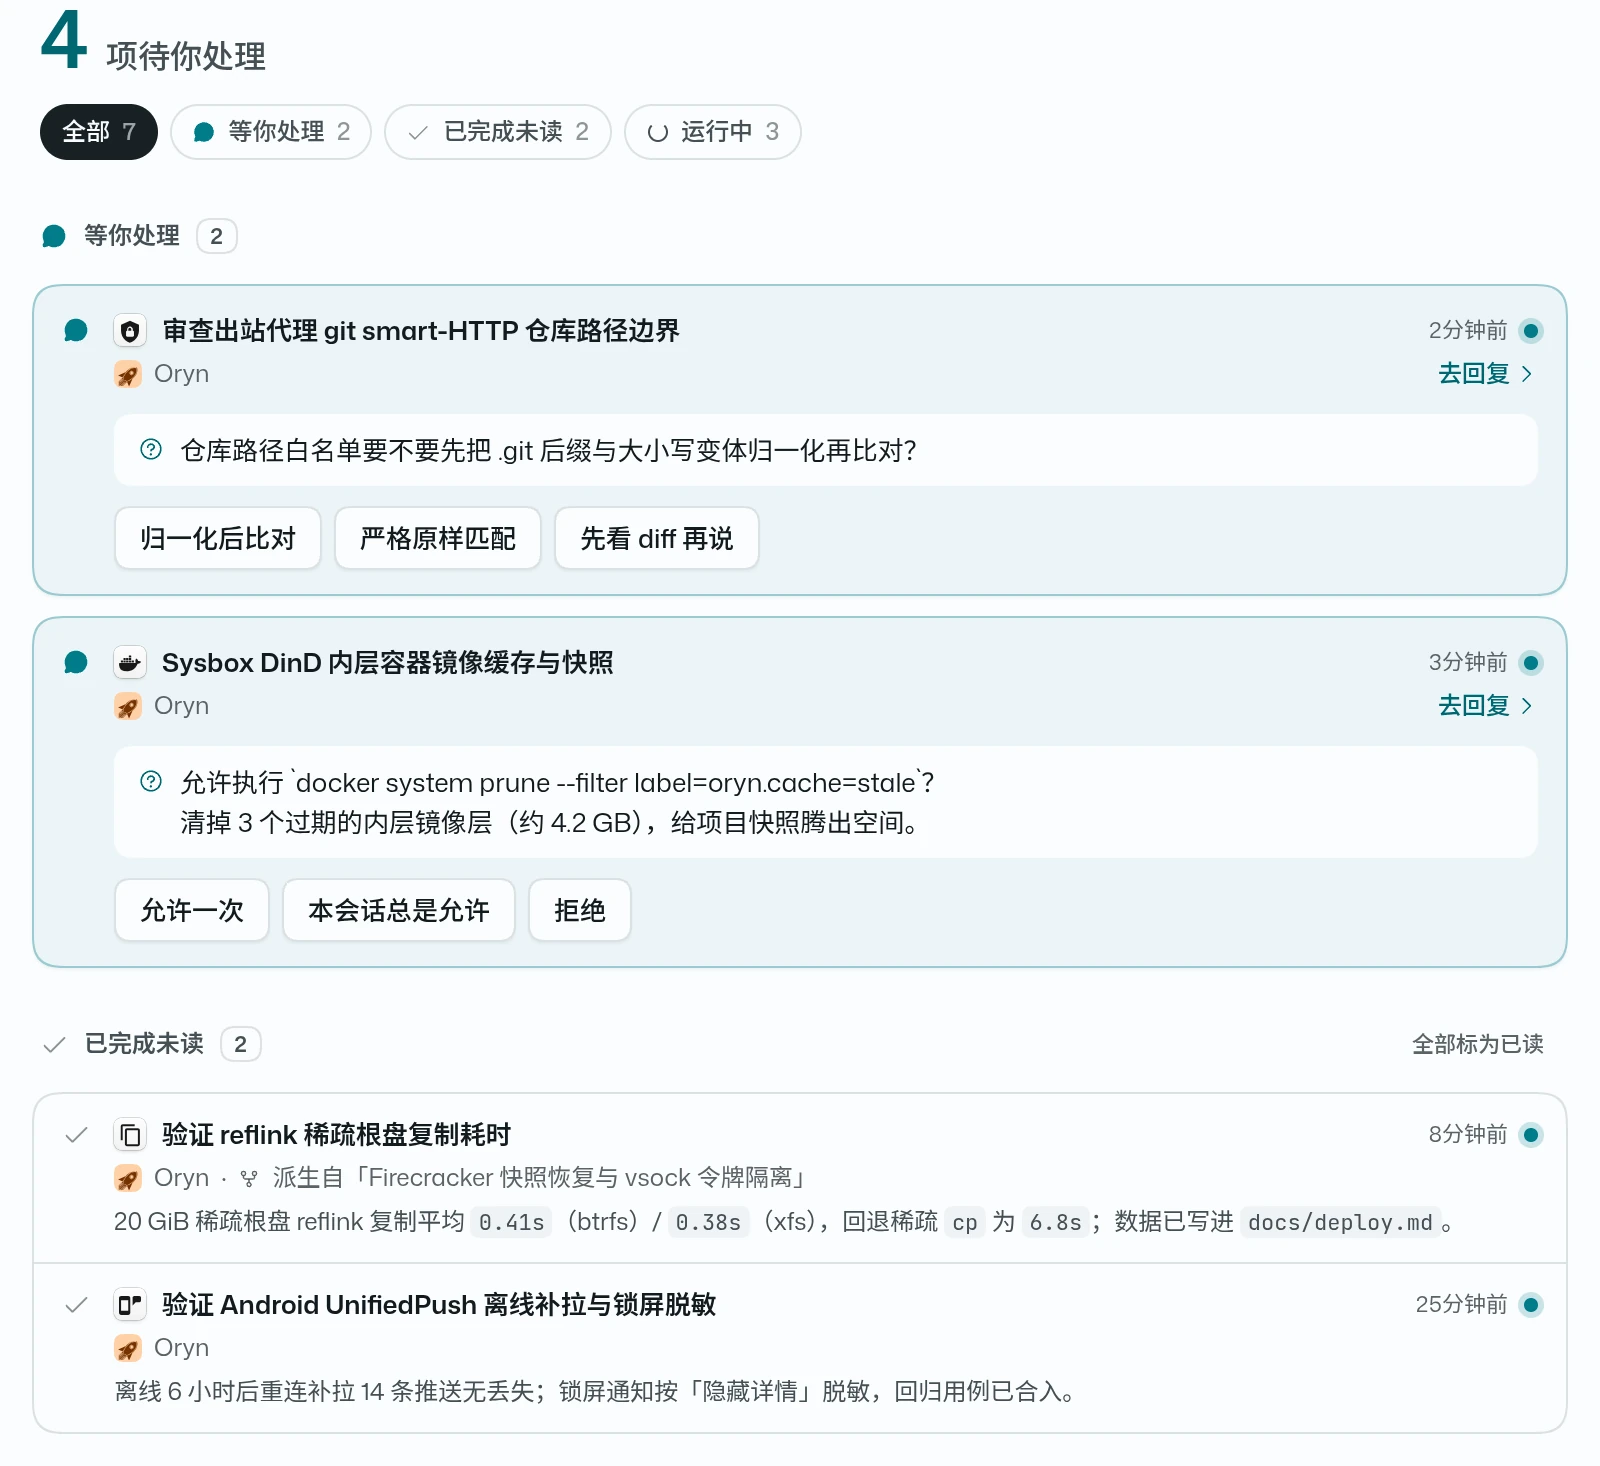 4 项待你处理
全部 7
等你处理 2
已完成未读 2
运行中 3
等你处理 2
审查出站代理 git smart-HTTP 仓库路径边界
2分钟前
Oryn
去回复
仓库路径白名单要不要先把 .git 后缀与大小写变体归一化再比对？
归一化后比对
严格原样匹配
先看 diff 再说
Sysbox DinD 内层容器镜像缓存与快照
3分钟前
Oryn
去回复
允许执行 `docker system prune --filter label=oryn.cache=stale`？
清掉 3 个过期的内层镜像层（约 4.2 GB），给项目快照腾出空间。
允许一次
本会话总是允许
拒绝
已完成未读 2
全部标为已读
验证 reflink 稀疏根盘复制耗时
8分钟前
Oryn · 派生自「Firecracker 快照恢复与 vsock 令牌隔离」
20 GiB 稀疏根盘 reflink 复制平均 0.41s（btrfs）/ 0.38s（xfs），回退稀疏 cp 为 6.8s；数据已写进 docs/deploy.md。
验证 Android UnifiedPush 离线补拉与锁屏脱敏
25分钟前
Oryn
离线 6 小时后重连补拉 14 条推送无丢失；锁屏通知按「隐藏详情」脱敏，回归用例已合入。